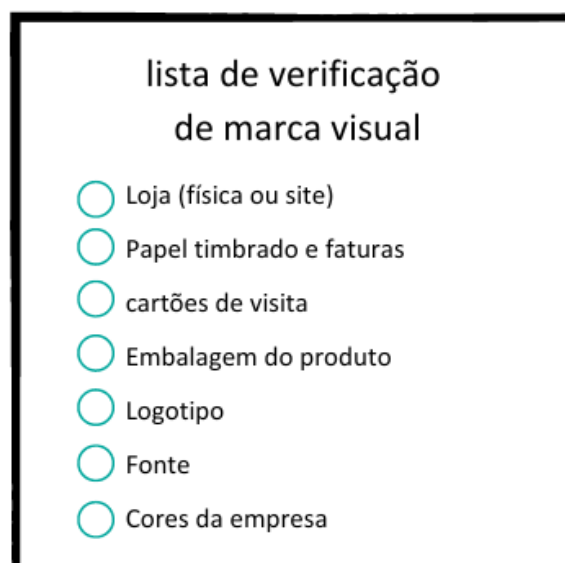 lista de verificação
de marca visual
Loja (física ou site)
Papel timbrado e faturas
cartões de visita
Embalagem do produto
Logotipo
Fonte
Cores da empresa